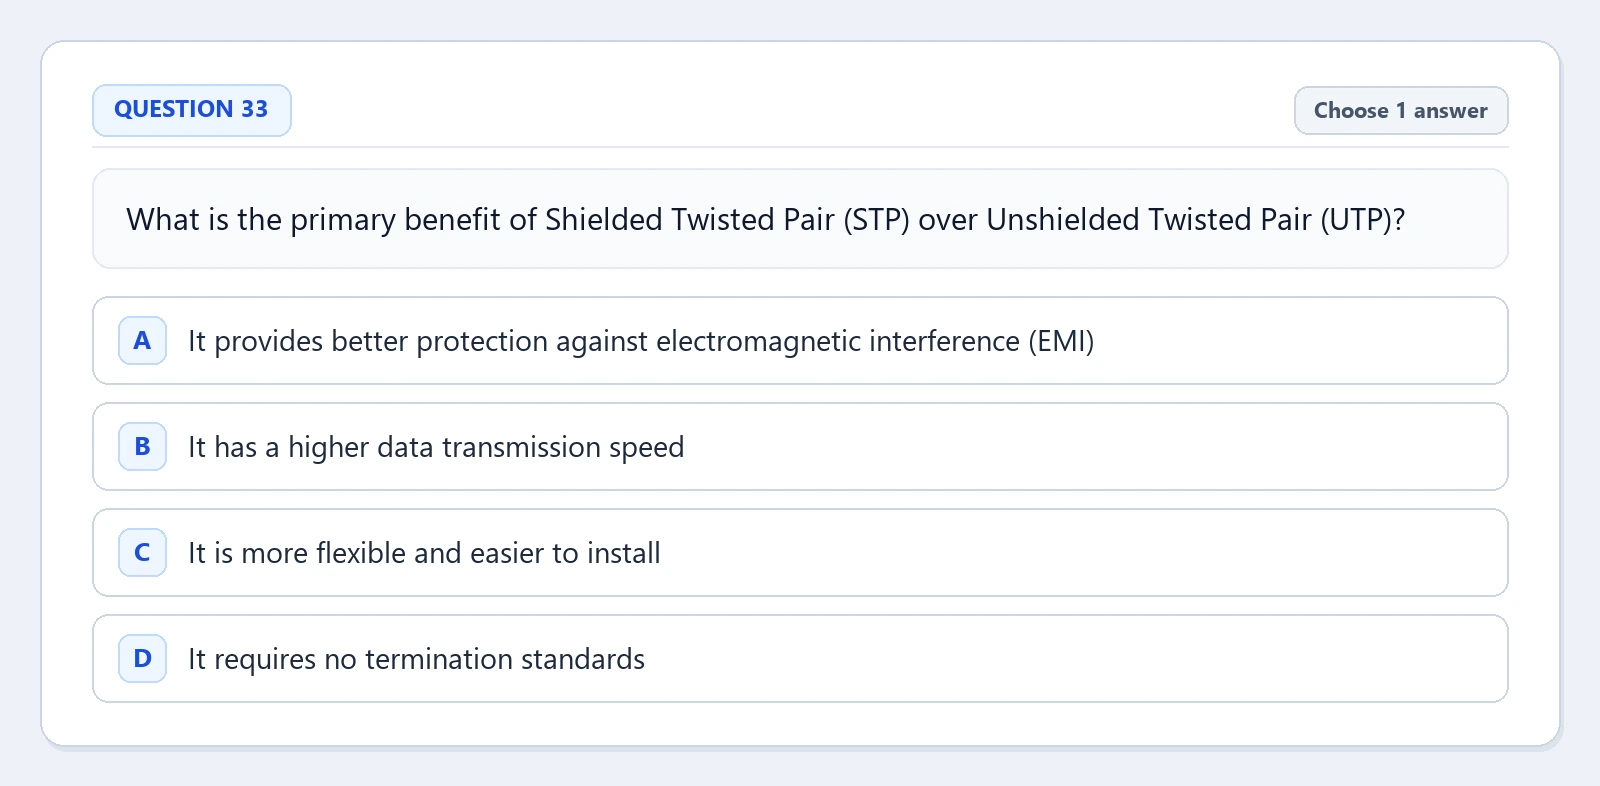 QUESTION 33
Choose 1 answer
What is the primary benefit of Shielded Twisted Pair (STP) over Unshielded Twisted Pair (UTP)?
A It provides better protection against electromagnetic interference (EMI)
B It has a higher data transmission speed
C It is more flexible and easier to install
D It requires no termination standards